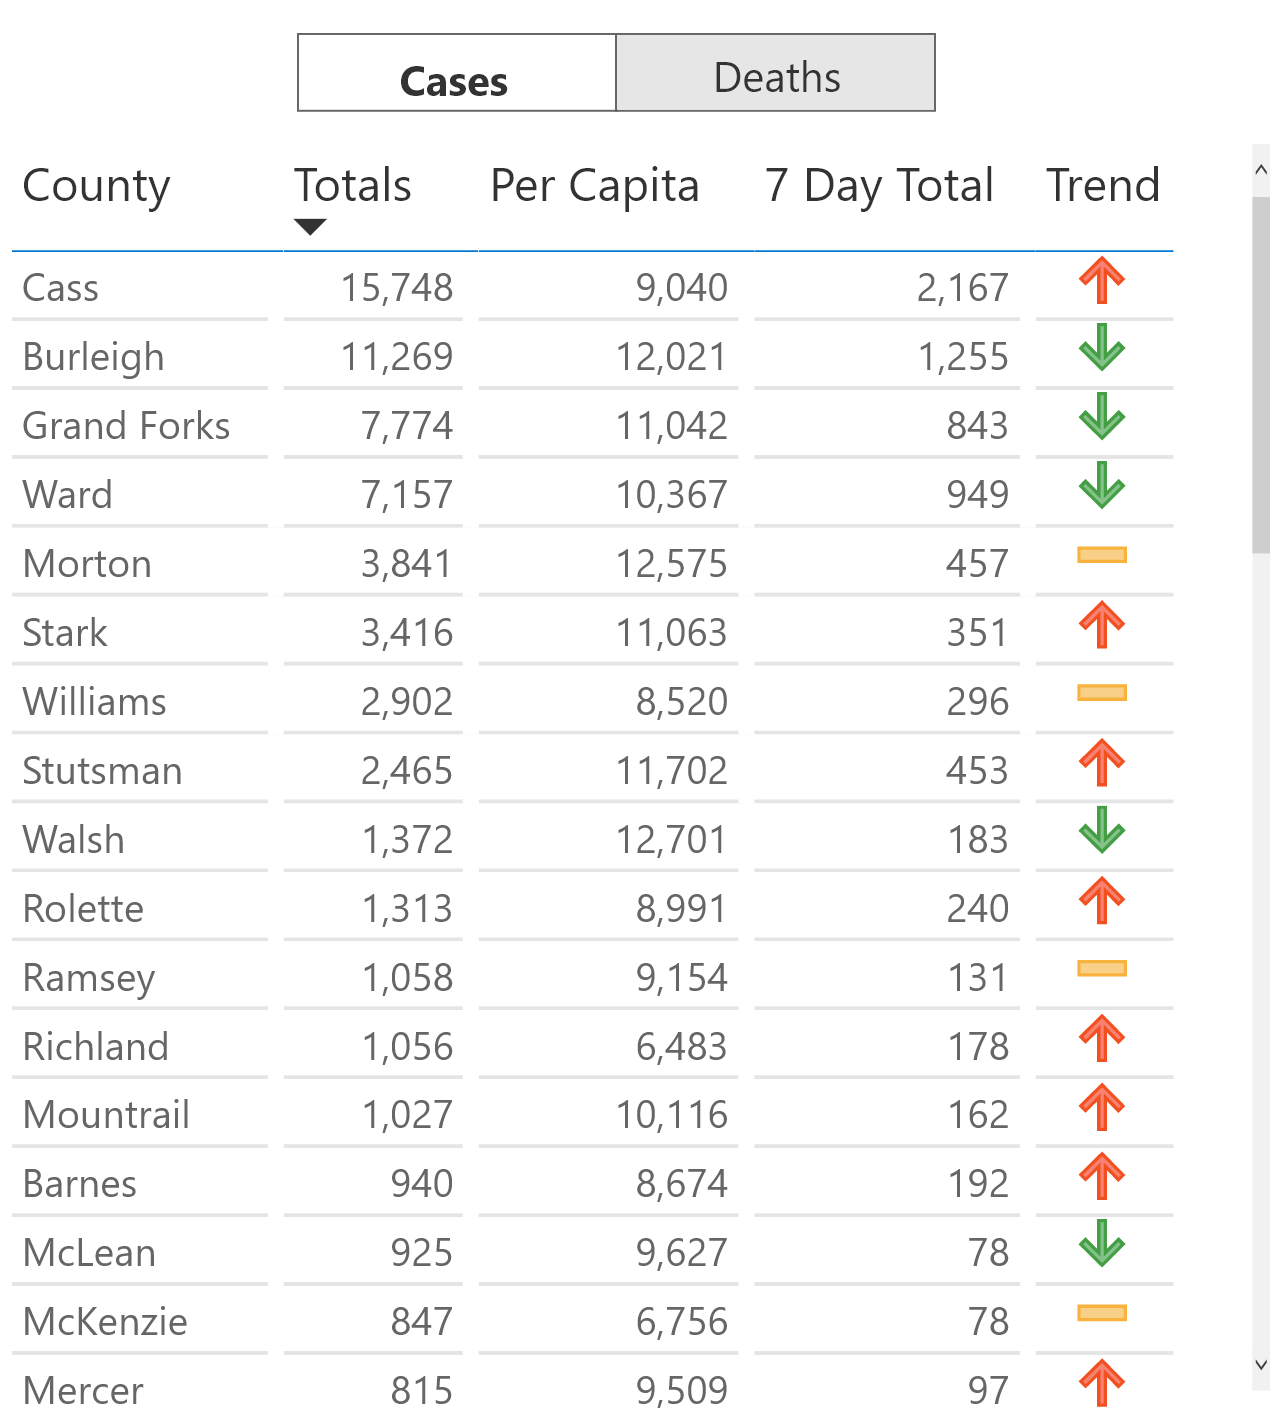 Cases Deaths
County Totals Per Capita 7 Day Total Trend
Cass 15,748 9,040 2,167
Burleigh 11,269 12,021 1,255
Grand Forks 7,774 11,042 843
Ward 7,157 10,367 949
Morton 3,841 12,575 457
Stark 3,416 11,063 351
Williams 2,902 8,520 296
Stutsman 2,465 11,702 453
Walsh 1,372 12,701 183
Rolette 1,313 8,991 240
Ramsey 1,058 9,154 131
Richland 1,056 6,483 178
Mountrail 1,027 10,116 162
Barnes 940 8,674 192
McLean 925 9,627 78
McKenzie 847 6,756 78
Mercer 815 9,509 97